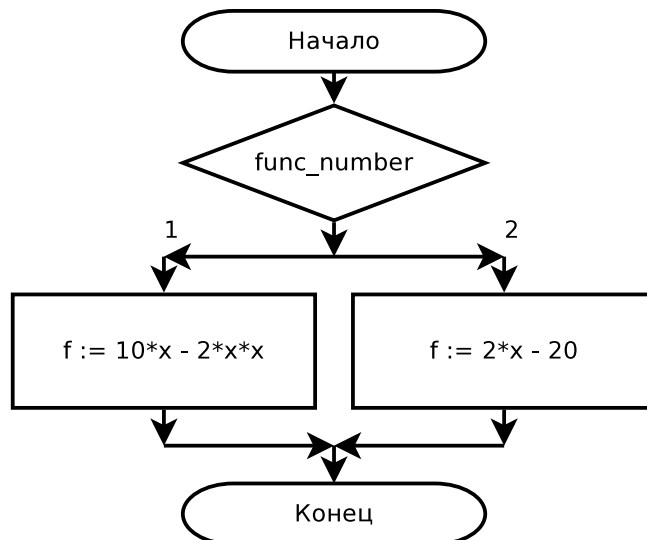 Начало
func_number
1
2
f := 10*x - 2*x*x
f := 2*x - 20
Конец